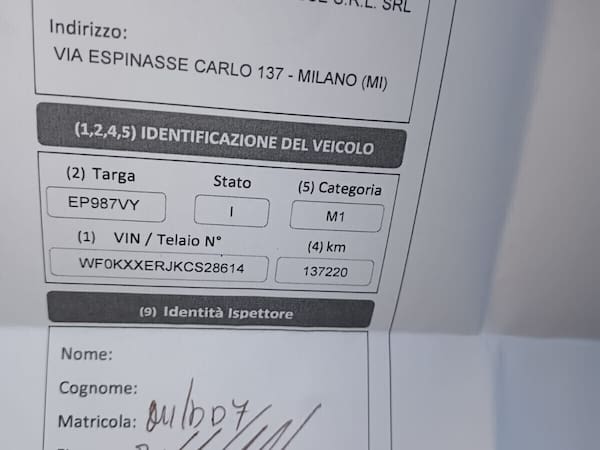 S.R.L. SRL
Indirizzo:
VIA ESPINASSE CARLO 137 - MILANO (MI)
(1,2,4,5) IDENTIFICAZIONE DEL VEICOLO
(2) Targa Stato (5) Categoria
EP987VY I M1
(1) VIN / Telaio N° (4) km
WF0KXXERJKCS28614 137220
(9) Identità Ispettore
Nome:
Cognome:
Matricola: